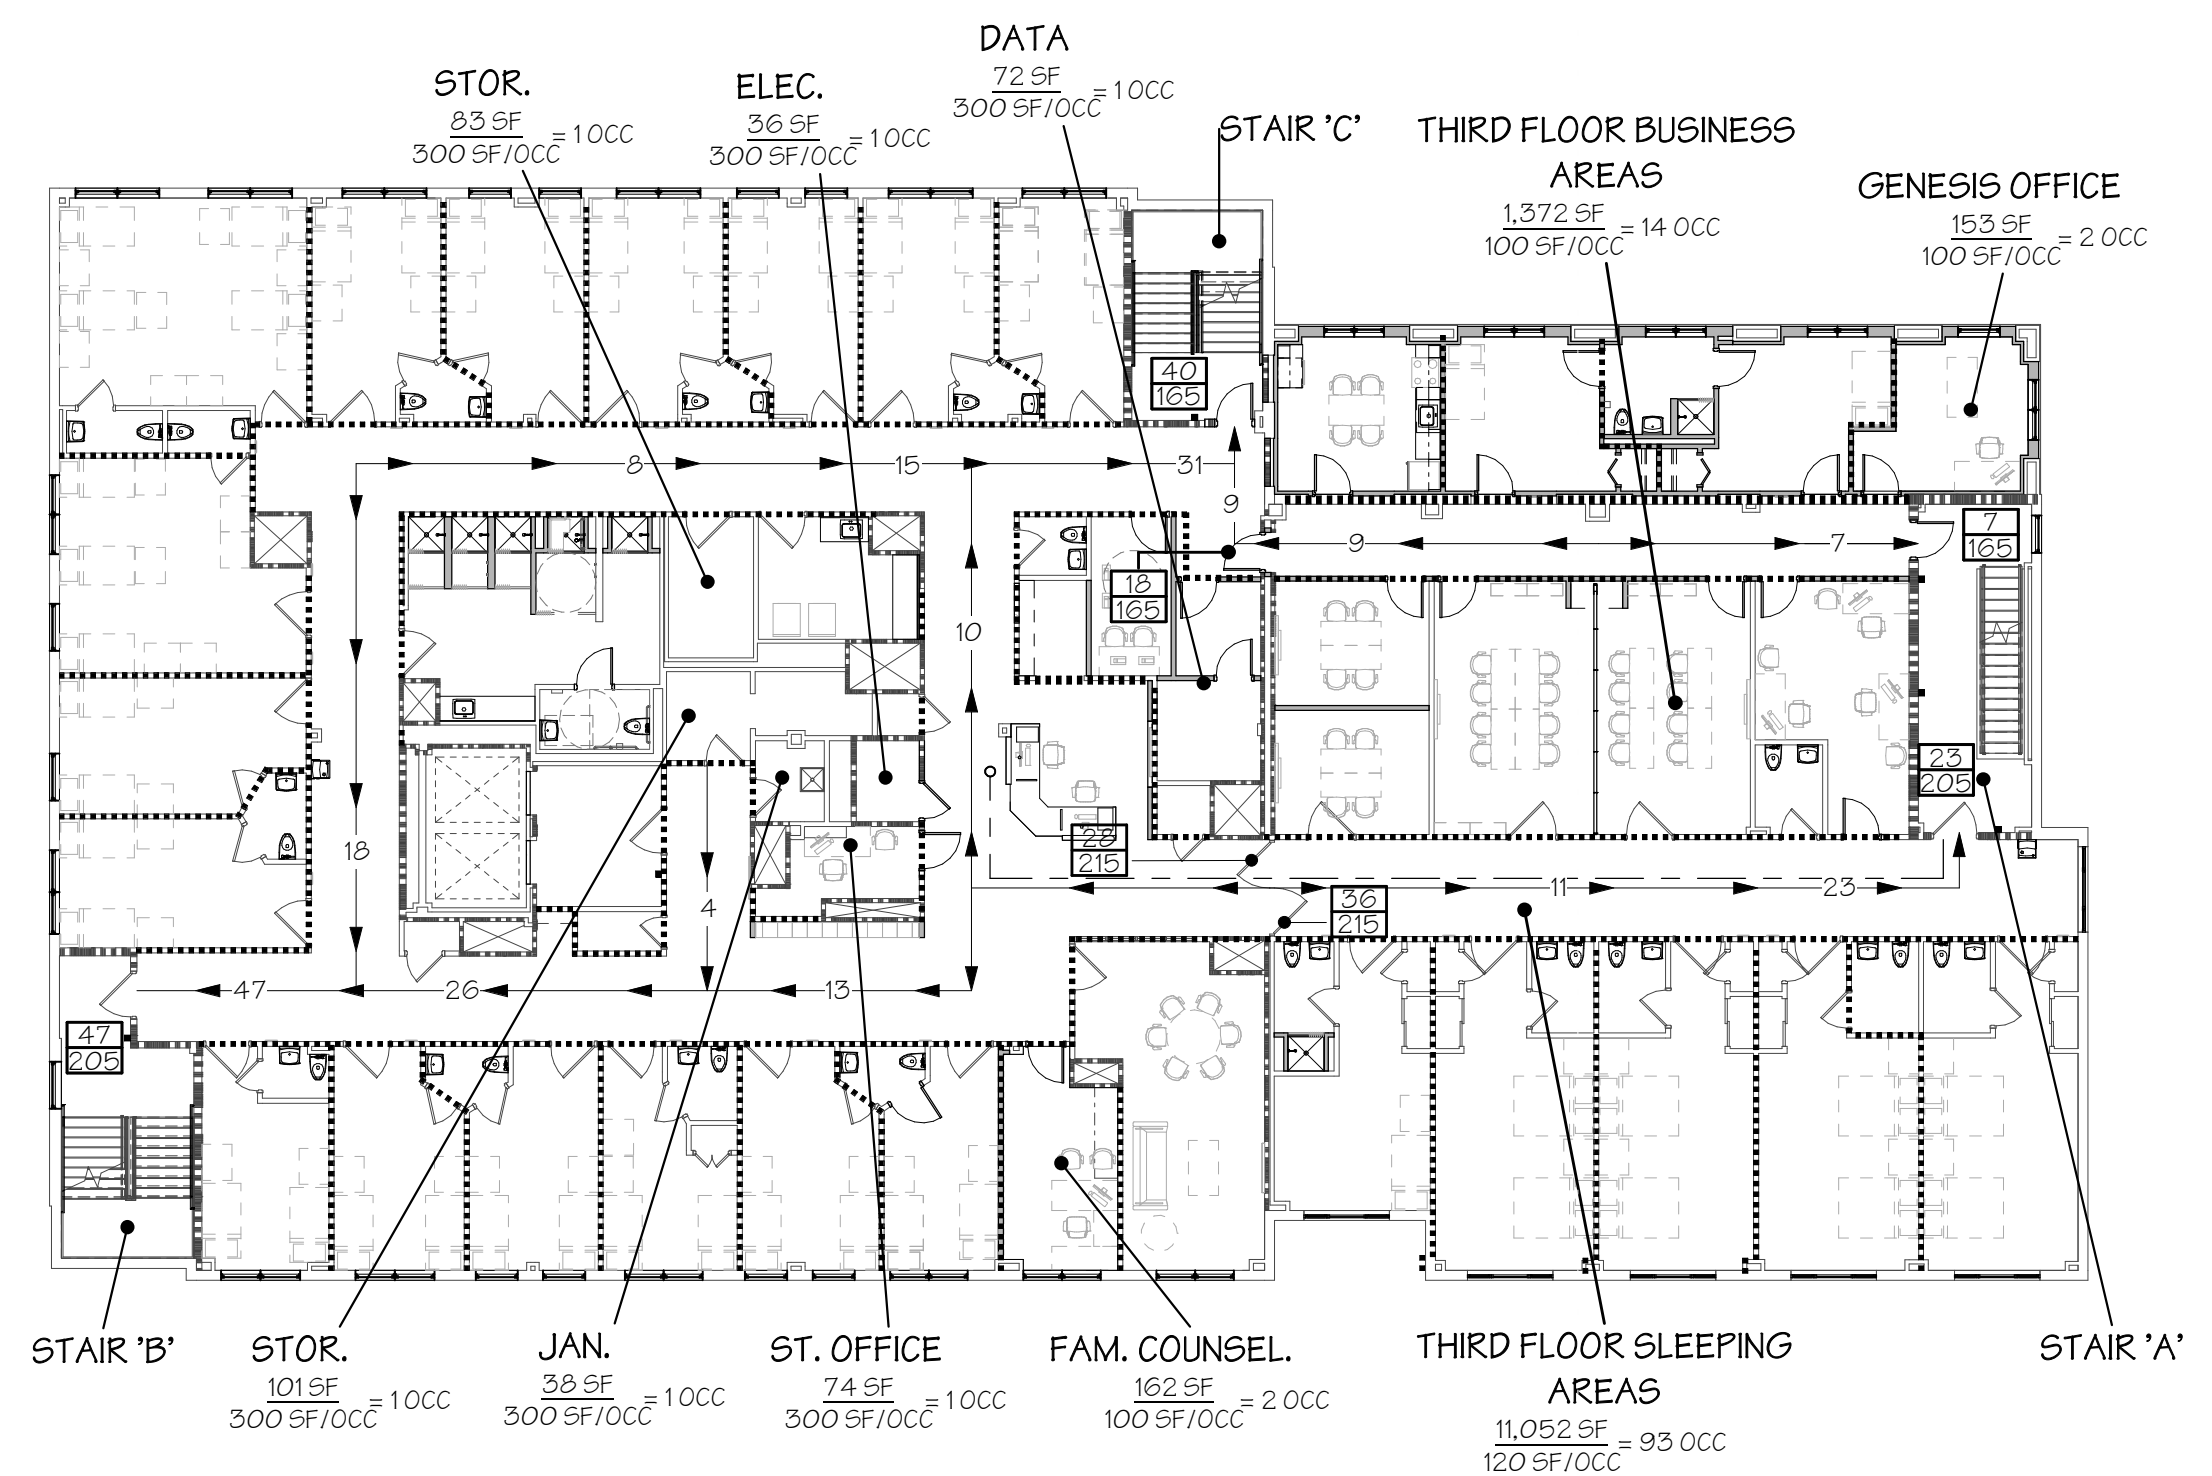 DATA
72 SF
300 SF/OCC = 1 OCC
STOR.
83 SF
300 SF/OCC = 1 OCC
ELEC.
36 SF
300 SF/OCC = 1 OCC
STAIR 'C'
THIRD FLOOR BUSINESS
AREAS
1,372 SF
100 SF/OCC = 14 OCC
GENESIS OFFICE
153 SF
100 SF/OCC = 2 OCC
40
165
8
15
31
9
9
7
7
165
18
165
10
23
205
28
215
18
4
11
23
36
215
47
26
13
47
205
STAIR 'B'
STOR.
101 SF
300 SF/OCC = 1 OCC
JAN.
38 SF
300 SF/OCC = 1 OCC
ST. OFFICE
74 SF
300 SF/OCC = 1 OCC
FAM. COUNSEL.
162 SF
100 SF/OCC = 2 OCC
THIRD FLOOR SLEEPING
AREAS
11,052 SF
120 SF/OCC = 93 OCC
STAIR 'A'